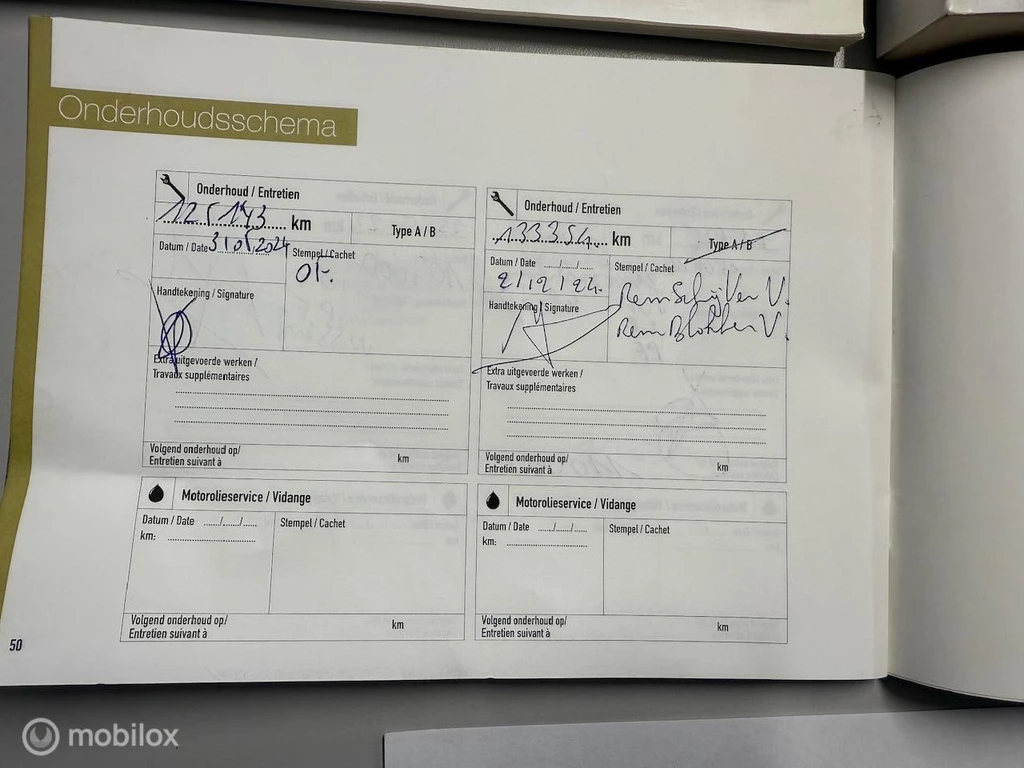 Onderhoudsschema
Onderhoud / Entretien
125143 km
Type A / B
Datum / Date 31 05 2024
Stempel / Cachet
Handtekening / Signature
Extra uitgevoerde werken /
Travaux supplémentaires
Volgend onderhoud op/
Entretien suivant à
km
Onderhoud / Entretien
133354 km
Type A / B
Datum / Date ..../..../....
2/12/24.
Stempel / Cachet
Rem Schijven V.
Rem Blokken V.
Handtekening / Signature
Extra uitgevoerde werken /
Travaux supplémentaires
Volgend onderhoud op/
Entretien suivant à
km
Motorolieservice / Vidange
Datum / Date ..../..../....
km:
Stempel / Cachet
Volgend onderhoud op/
Entretien suivant à
km
Motorolieservice / Vidange
Datum / Date ..../..../....
km:
Stempel / Cachet
Volgend onderhoud op/
Entretien suivant à
km
50
mobilox